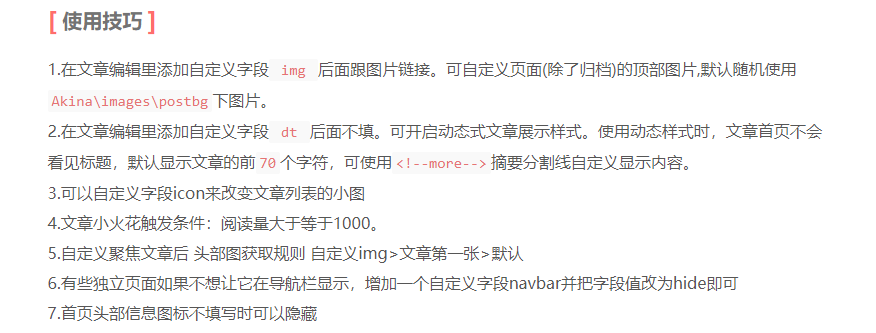 [ 使用技巧 ]
1.在文章编辑里添加自定义字段 img 后面跟图片链接。可自定义页面(除了归档)的顶部图片,默认随机使用
Akina\images\postbg 下图片。
2.在文章编辑里添加自定义字段 dt 后面不填。可开启动态式文章展示样式。使用动态样式时，文章首页不会
看见标题，默认显示文章的前 70 个字符，可使用 <!--more--> 摘要分割线自定义显示内容。
3.可以自定义字段icon来改变文章列表的小图
4.文章小火花触发条件：阅读量大于等于1000。
5.自定义聚焦文章后 头部图获取规则 自定义img>文章第一张>默认
6.有些独立页面如果不想让它在导航栏显示，增加一个自定义字段navbar并把字段值改为hide即可
7.首页头部信息图标不填写时可以隐藏